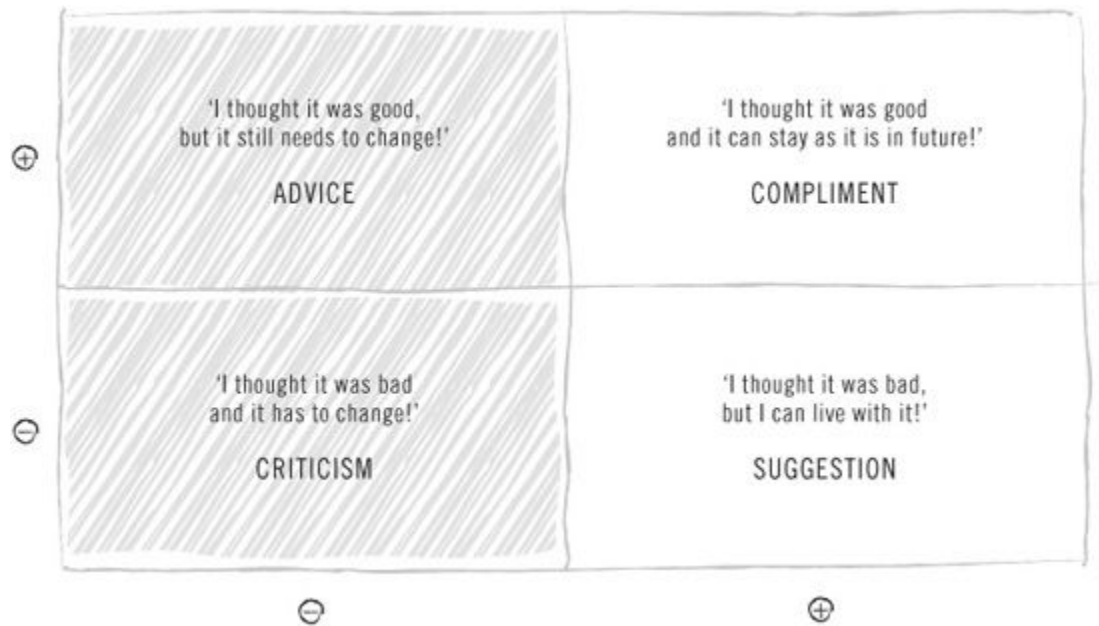 'I thought it was good,
but it still needs to change!'
ADVICE
'I thought it was good
and it can stay as it is in future!'
COMPLIMENT
'I thought it was bad
and it has to change!'
CRITICISM
'I thought it was bad,
but I can live with it!'
SUGGESTION